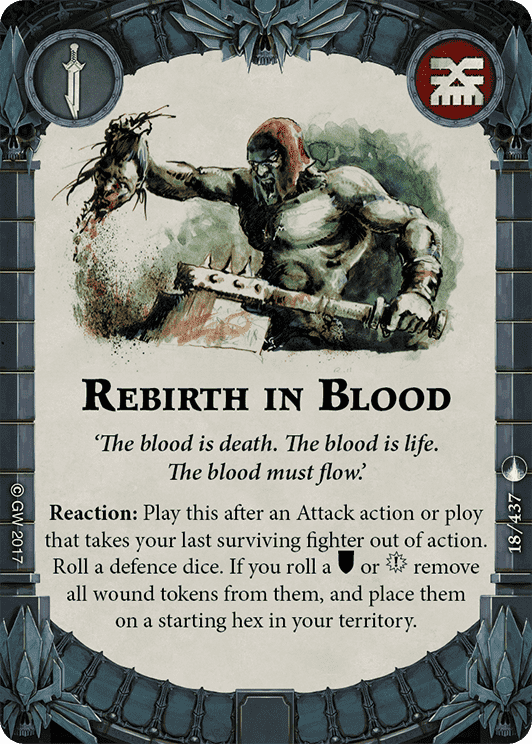 Rebirth in Blood
‘The blood is death. The blood is life.
The blood must flow.’
Reaction: Play this after an Attack action or ploy
that takes your last surviving fighter out of action.
Roll a defence dice. If you roll a or remove
all wound tokens from them, and place them
on a starting hex in your territory.
© GW 2017
18/437